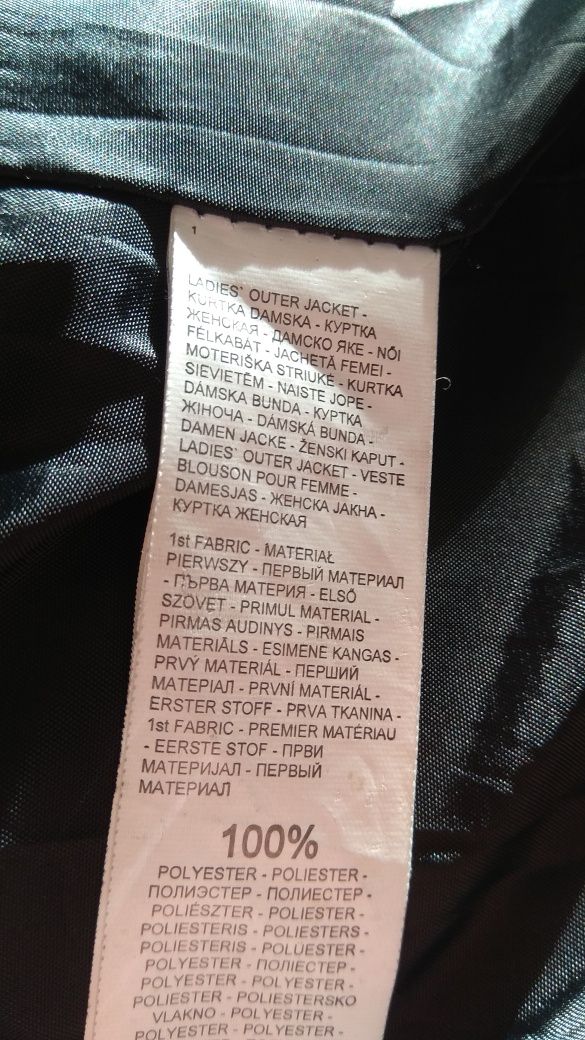 1
LADIES' OUTER JACKET -
KURTKA DAMSKA - КУРТКА
ЖЕНСКАЯ - ДАМСКО ЯКЕ - NŐI
FÉLKABÁT - JACHETĂ FEMEI -
MOTERIŠKA STRIUKĖ - KURTKA
SIEVIETĒM - NAISTE JOPE -
DÁMSKA BUNDA - КУРТКА
ЖІНОЧА - DÁMSKÁ BUNDA -
DAMEN JACKE - ŽENSKI KAPUT -
LADIES' OUTER JACKET - VESTE
BLOUSON POUR FEMME -
DAMESJAS - ЖЕНСКА ЈАКНА -
КУРТКА ЖЕНСКАЯ
1st FABRIC - MATERIAŁ
PIERWSZY - ПЕРВЫЙ МАТЕРИАЛ
- ПЪРВА МАТЕРИЯ - ELSŐ
SZÖVET - PRIMUL MATERIAL -
PIRMAS AUDINYS - PIRMAIS
MATERIĀLS - ESIMENE KANGAS -
PRVÝ MATERIÁL - ПЕРШИЙ
МАТЕРІАЛ - PRVNÍ MATERIÁL -
ERSTER STOFF - PRVA TKANINA -
1st FABRIC - PREMIER MATÉRIAU
- EERSTE STOF - ПРВИ
МАТЕРИЈАЛ - ПЕРВЫЙ
МАТЕРИАЛ
100%
POLYESTER - POLIESTER -
ПОЛИЭСТЕР - ПОЛИЕСТЕР -
POLIÉSZTER - POLIESTER -
POLIESTERIS - POLIESTERS -
POLIESTERIS - POLÜESTER -
POLYESTER - ПОЛІЕСТЕР -
POLYESTER - POLYESTER -
POLIESTER - POLIESTERSKO
VLAKNO - POLYESTER -
POLYESTER - POLYESTER -